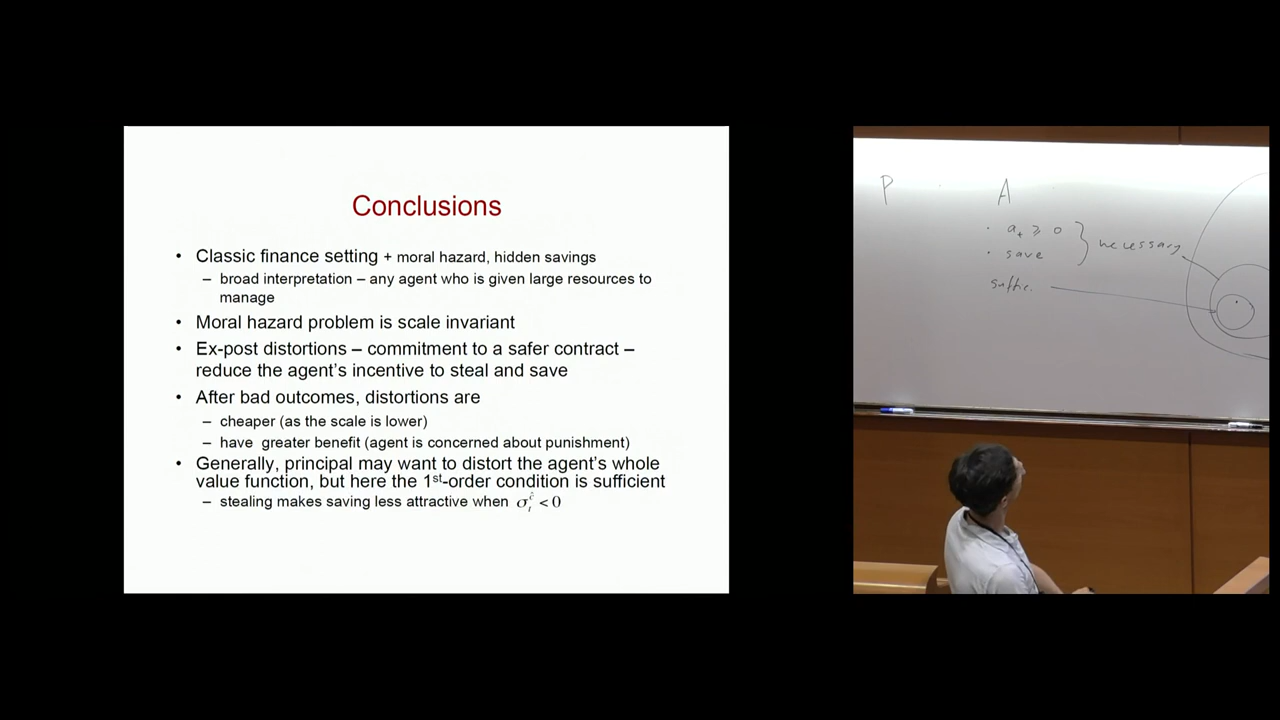 Conclusions
• Classic finance setting + moral hazard, hidden savings
– broad interpretation – any agent who is given large resources to
manage
• Moral hazard problem is scale invariant
• Ex-post distortions – commitment to a safer contract –
reduce the agent's incentive to steal and save
• After bad outcomes, distortions are
– cheaper (as the scale is lower)
– have greater benefit (agent is concerned about punishment)
• Generally, principal may want to distort the agent's whole
value function, but here the 1st-order condition is sufficient
– stealing makes saving less attractive when σ_t^ĉ < 0
P A
· a_t ≥ 0
· save
} necessary
suffic.